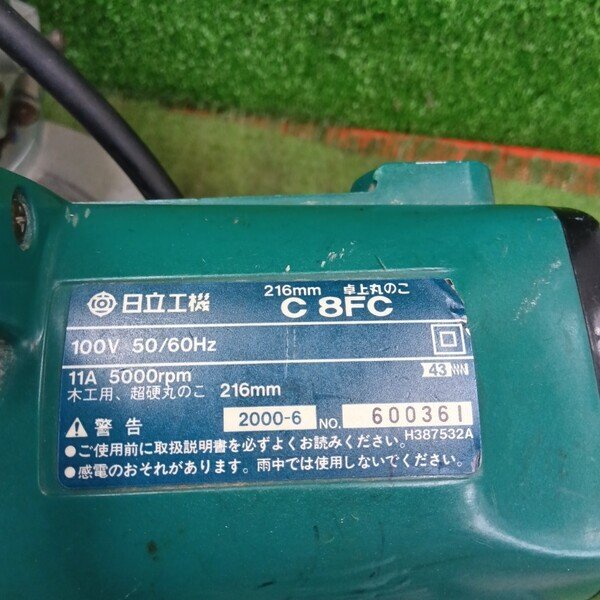 日立工機
216mm 卓上丸のこ
C 8FC
100V 50/60Hz
11A 5000rpm
43
木工用、超硬丸のこ 216mm
警告
2000-6 NO. 600361
H387532A
●ご使用前に取扱説明書を必ずよくお読みください。
●感電のおそれがあります。雨中では使用しないでください。